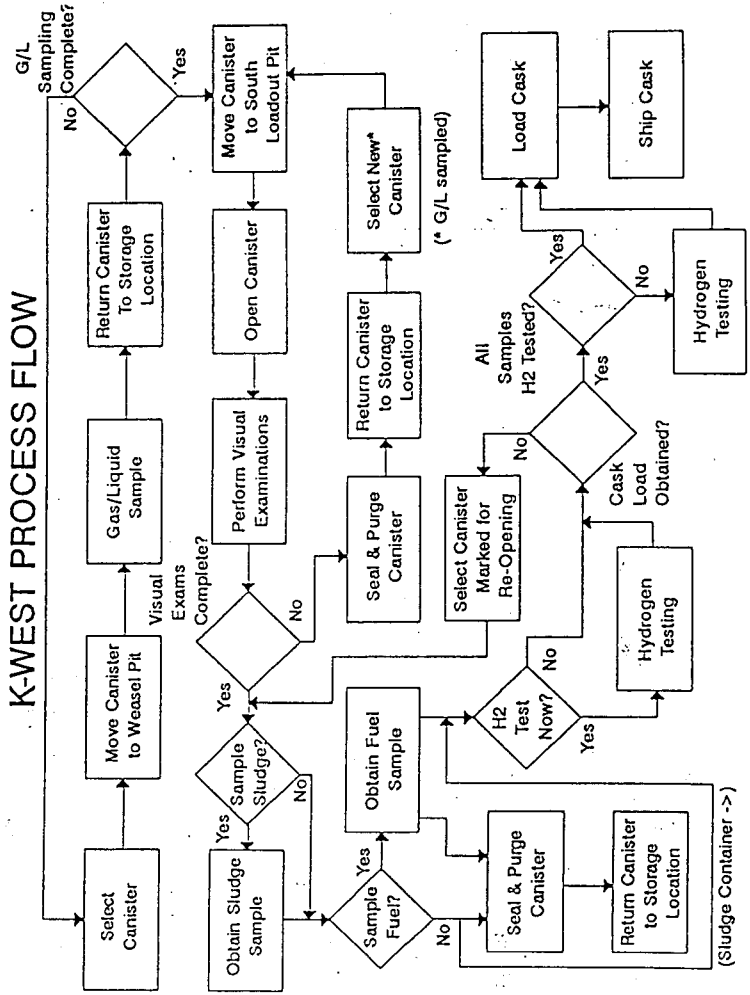 K-WEST PROCESS FLOW
Select
Canister
Move Canister
to Weasel Pit
Gas/Liquid
Sample
Return Canister
To Storage
Location
G/L
Sampling
Complete?
No
Yes
Move Canister
to South
Loadout Pit
Open Canister
Perform Visual
Examinations
Visual
Exams
Complete?
Yes
No
Seal & Purge
Canister
Return Canister
to Storage
Location
Select New*
Canister
(* G/L sampled)
Sample
Sludge?
Yes
No
Obtain Sludge
Sample
Sample
Fuel?
Yes
No
Obtain Fuel
Sample
Seal & Purge
Canister
Return Canister
to Storage
Location
(Sludge Container ->)
H2
Test
Now?
No
Yes
Hydrogen
Testing
Select Canister
Marked for
Re-Opening
Cask
Load
Obtained?
No
Yes
All
Samples
H2 Tested?
Yes
No
Hydrogen
Testing
Load Cask
Ship Cask